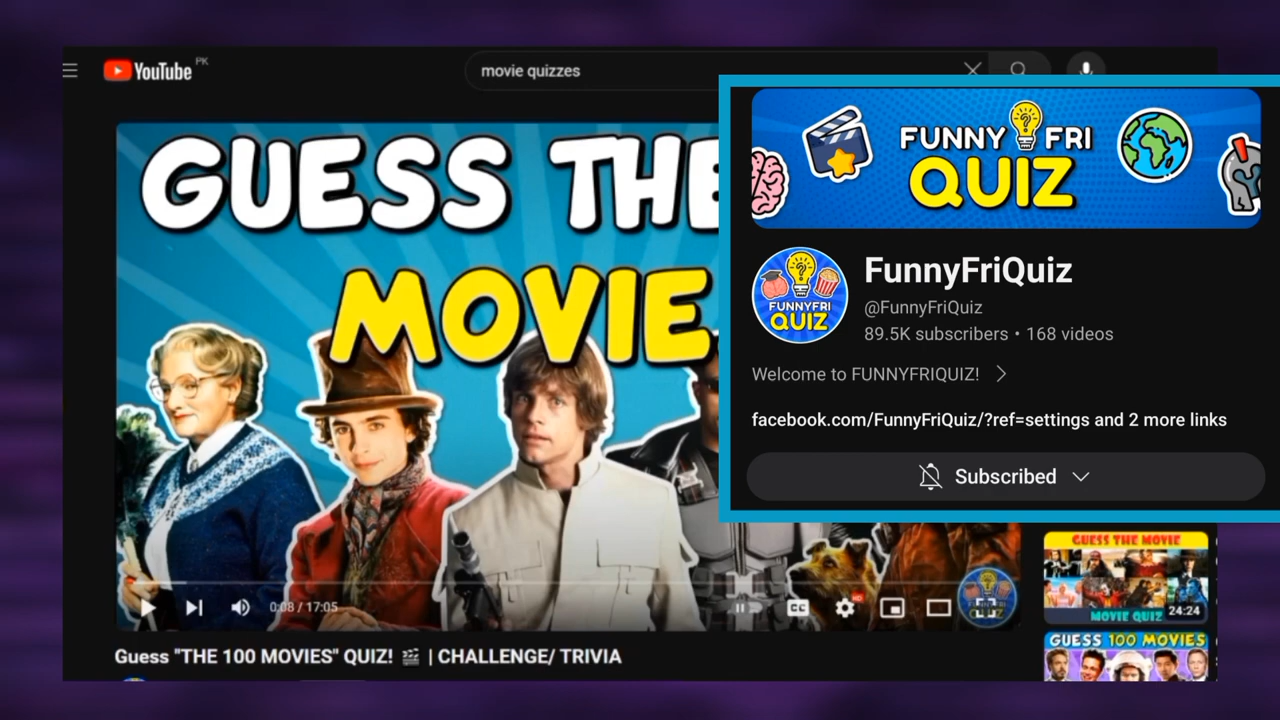 YouTube PK
movie quizzes
GUESS THE
MOVIE
FUNNY FRI
QUIZ
FUNNYFRI
QUIZ
FunnyFriQuiz
@FunnyFriQuiz
89.5K subscribers • 168 videos
Welcome to FUNNYFRIQUIZ!
facebook.com/FunnyFriQuiz/?ref=settings and 2 more links
Subscribed
0:08 / 17:05
CC
HD
GUESS THE MOVIE
MOVIE QUIZ
24:24
GUESS 100 MOVIES
Guess "THE 100 MOVIES" QUIZ! 🎬 | CHALLENGE/ TRIVIA